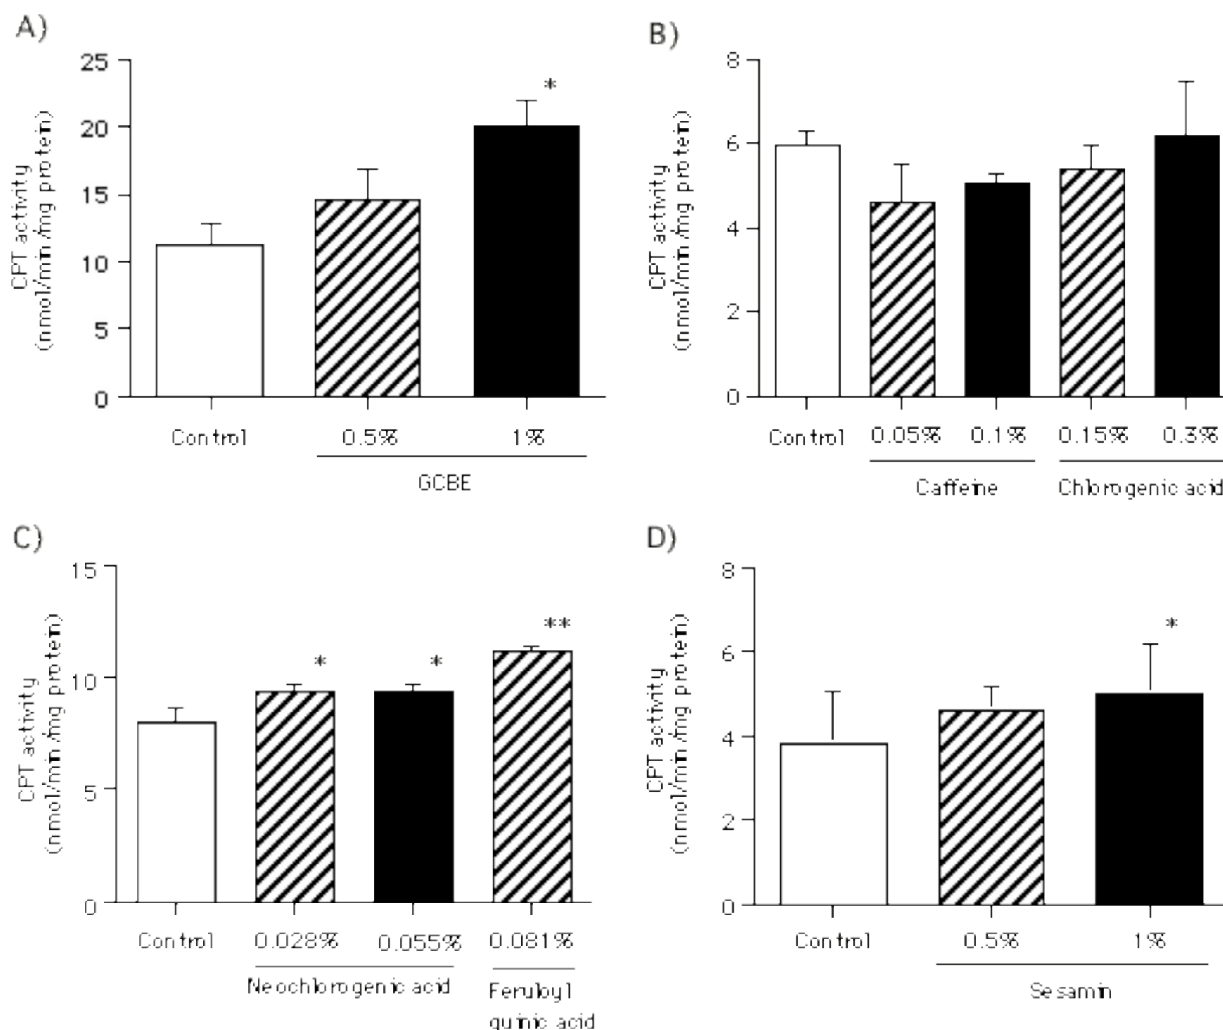 A)
CPT activity
(nmol/min/mg protein)
25
20
15
10
5
0
*
Control
0.5%
1%
GCBE
B)
CPT activity
(nmol/min/mg protein)
8
6
4
2
0
Control
0.05%
0.1%
0.15%
0.3%
Caffeine
Chlorogenic acid
C)
CPT activity
(nmol/min/mg protein)
15
10
5
0
*
*
**
Control
0.028%
0.055%
0.081%
Neochlorogenic acid
Feruloyl
quinic acid
D)
CPT activity
(nmol/min/mg protein)
8
6
4
2
0
*
Control
0.5%
1%
Sesamin